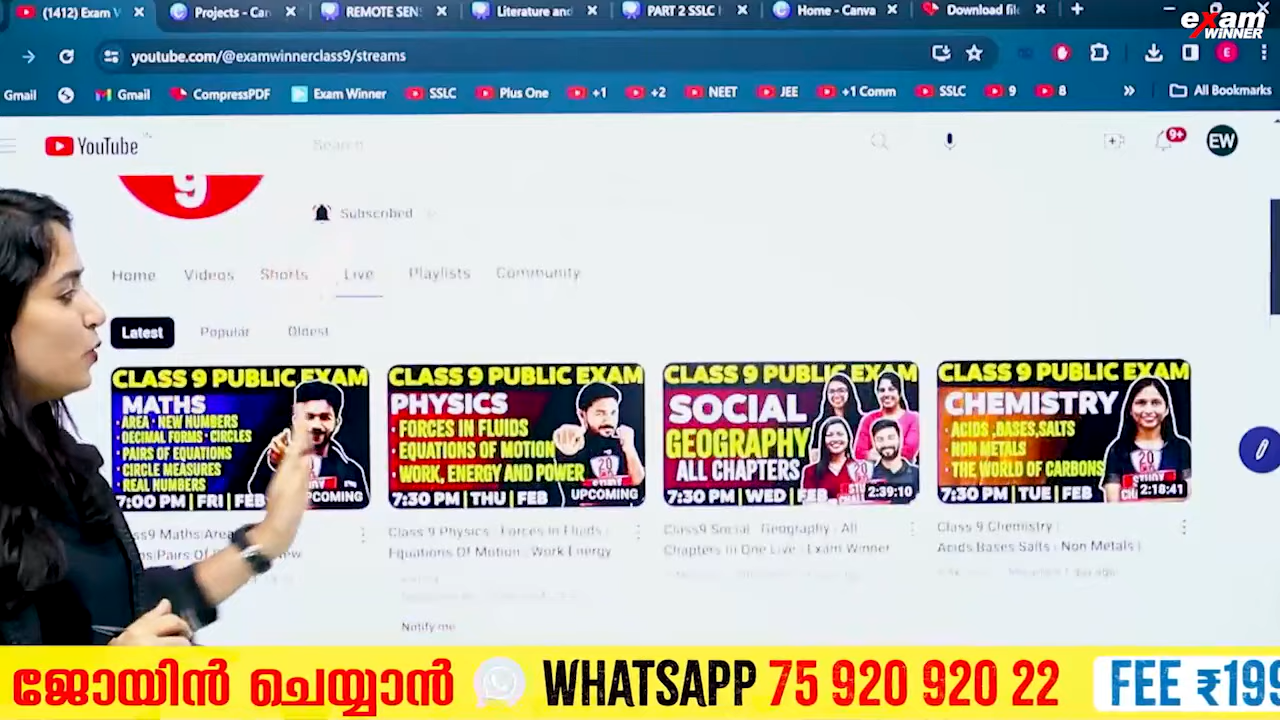 (1412) Exam W
Projects - Can
REMOTE SEN
Literature and
PART 2 SSLC
Home - Canva
Download file
exam WINNER
youtube.com/@examwinnerclass9/streams
E
Gmail
Gmail
CompressPDF
Exam Winner
SSLC
Plus One
+1
+2
NEET
JEE
+1 Comm
SSLC
9
8
All Bookmarks
YouTube
Search
9+
EW
9
Subscribed
Home
Videos
Shorts
Live
Playlists
Community
Latest
Popular
Oldest
CLASS 9 PUBLIC EXAM
MATHS
· AREA · NEW NUMBERS
· DECIMAL FORMS · CIRCLES
· PAIRS OF EQUATIONS
· CIRCLE MEASURES
· REAL NUMBERS
7:00 PM | FRI | FEB
UPCOMING
CLASS 9 PUBLIC EXAM
PHYSICS
· FORCES IN FLUIDS
· EQUATIONS OF MOTION
· WORK, ENERGY AND POWER
7:30 PM | THU | FEB
UPCOMING
CLASS 9 PUBLIC EXAM
SOCIAL
GEOGRAPHY
ALL CHAPTERS
7:30 PM | WED | FEB
2:39:10
CLASS 9 PUBLIC EXAM
CHEMISTRY
· ACIDS ,BASES,SALTS
· NON METALS
· THE WORLD OF CARBONS
7:30 PM | TUE | FEB
2:18:41
ss9 Maths Area
Pairs Of
Class 9 Physics : Forces In Fluids :
Equations Of Motion : Work Energy
Notify me
Class9 Social : Geography : All
Chapters In One Live : Exam Winner
Class 9 Chemistry :
Acids Bases Salts : Non Metals |
ജോയിൻ ചെയ്യാൻ WHATSAPP 75 920 920 22 FEE ₹199